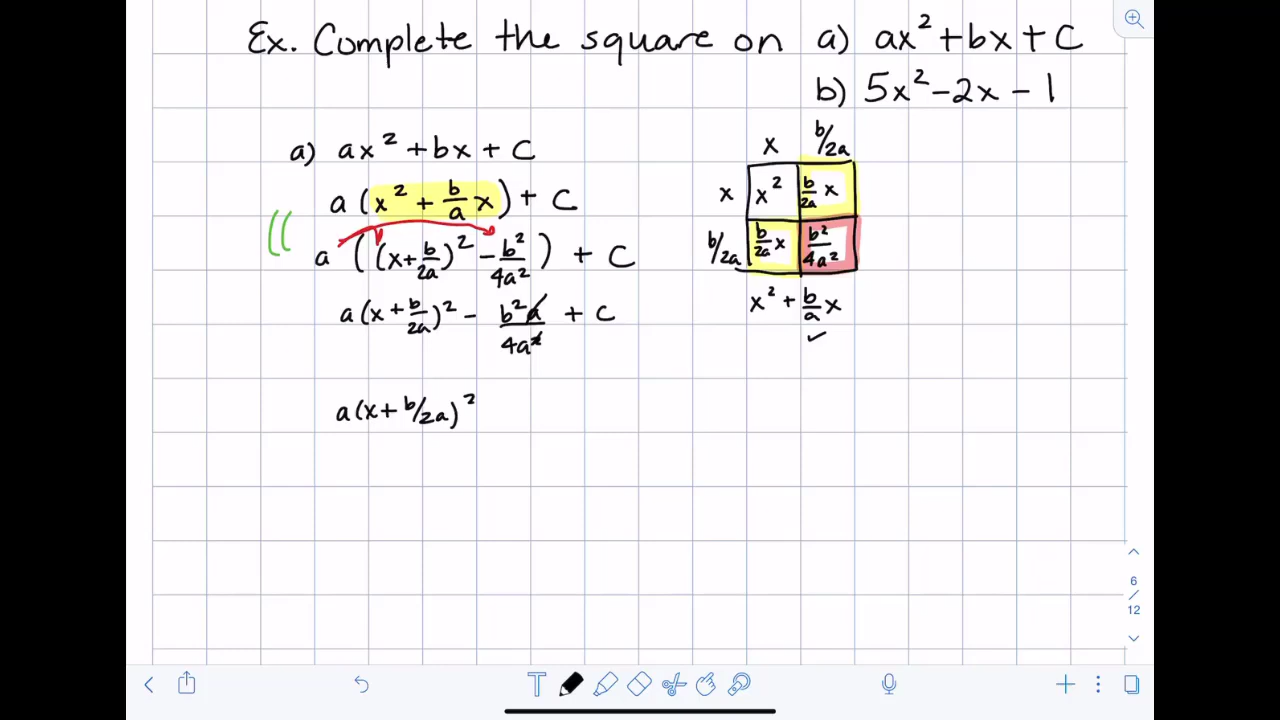 Ex. Complete the square on a) ax² + bx + c
b) 5x² - 2x - 1
a) ax² + bx + c
a (x² + b/a x) + c
a ((x + b/2a)² - b²/4a²) + c
a(x + b/2a)² - b²a/4a² + c
a(x + b/2a)²
x b/2a
x x² b/2a x
b/2a b/2a x b²/4a²
x² + b/a x
✓
((
6
/
12
T